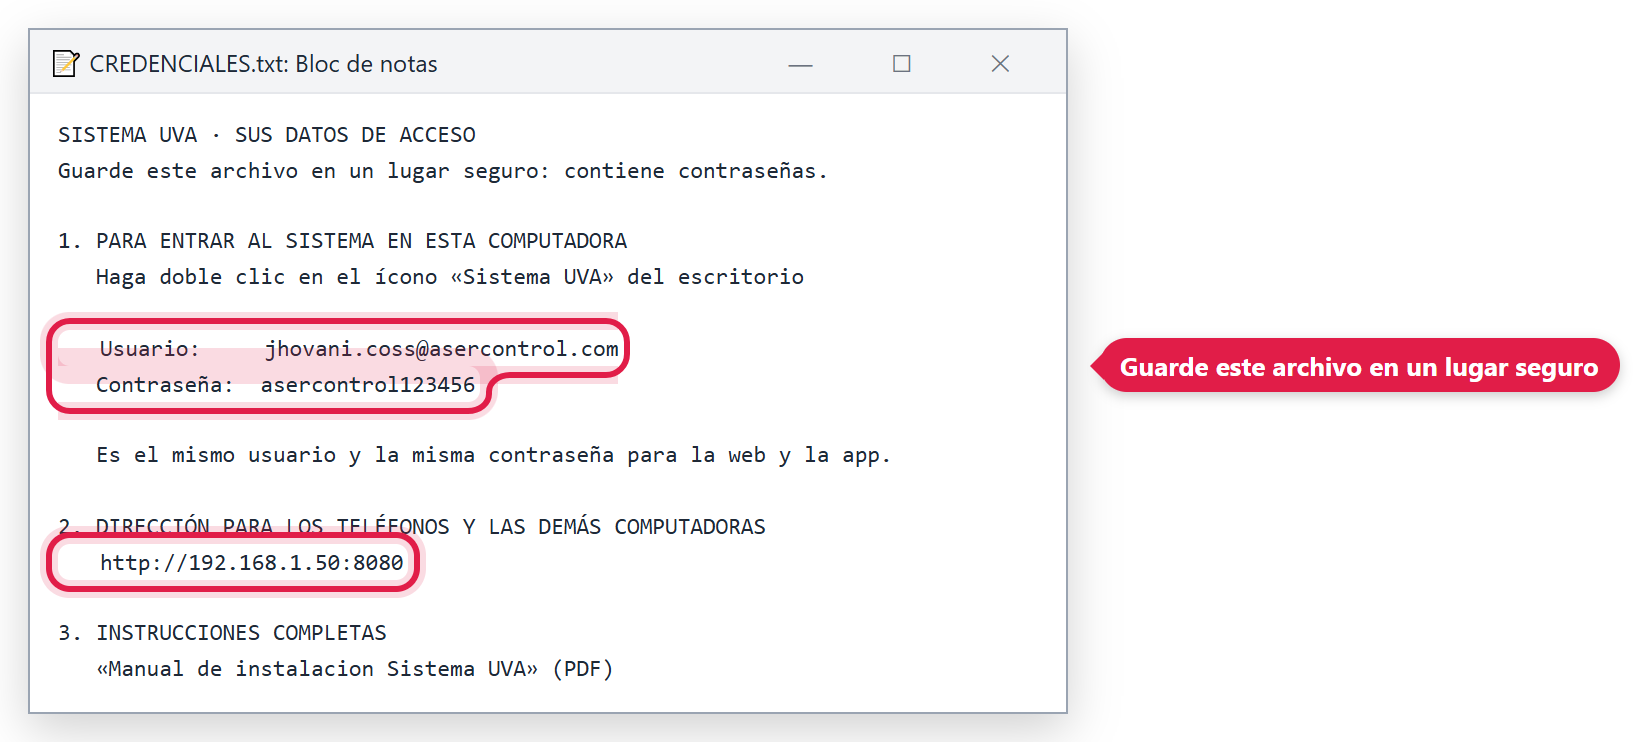 CREDENCIALES.txt: Bloc de notas
SISTEMA UVA · SUS DATOS DE ACCESO
Guarde este archivo en un lugar seguro: contiene contraseñas.
1. PARA ENTRAR AL SISTEMA EN ESTA COMPUTADORA
Haga doble clic en el ícono «Sistema UVA» del escritorio
Usuario: jhovani.coss@asercontrol.com
Contraseña: asercontrol123456
Guarde este archivo en un lugar seguro
Es el mismo usuario y la misma contraseña para la web y la app.
2. DIRECCIÓN PARA LOS TELÉFONOS Y LAS DEMÁS COMPUTADORAS
http://192.168.1.50:8080
3. INSTRUCCIONES COMPLETAS
«Manual de instalacion Sistema UVA» (PDF)